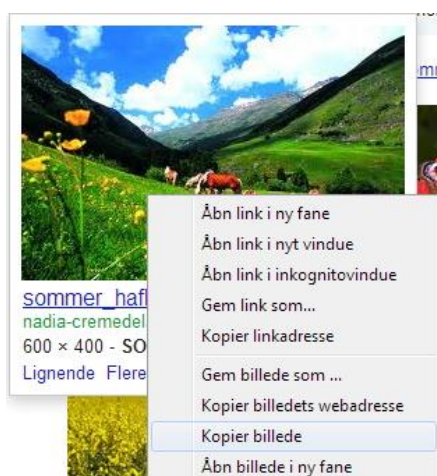 sommer_hafl
nadia-cremedel
600 × 400 - SO
Lignende Flere
Åbn link i ny fane
Åbn link i nyt vindue
Åbn link i inkognitovindue
Gem link som...
Kopier linkadresse
Gem billede som ...
Kopier billedets webadresse
Kopier billede
Åbn billede i ny fane